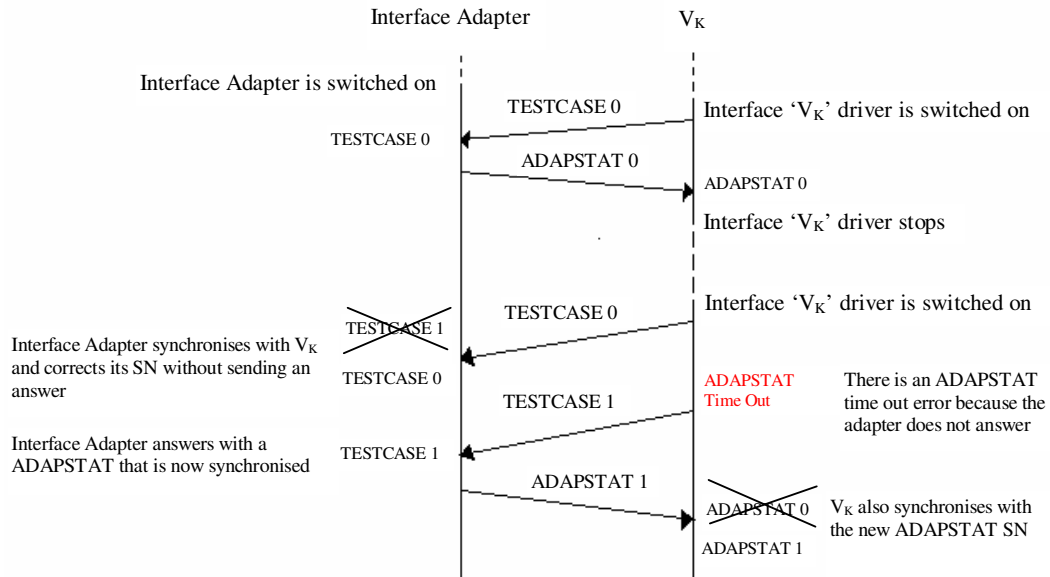 Interface Adapter
VK
Interface Adapter is switched on
TESTCASE 0
Interface ‘VK’ driver is switched on
TESTCASE 0
ADAPSTAT 0
ADAPSTAT 0
Interface ‘VK’ driver stops
Interface ‘VK’ driver is switched on
TESTCASE 0
TESTCASE 1
Interface Adapter synchronises with VK
and corrects its SN without sending an
answer
TESTCASE 0
ADAPSTAT
Time Out
There is an ADAPSTAT
time out error because the
adapter does not answer
TESTCASE 1
Interface Adapter answers with a
ADAPSTAT that is now synchronised
TESTCASE 1
ADAPSTAT 1
ADAPSTAT 0
VK also synchronises with
the new ADAPSTAT SN
ADAPSTAT 1